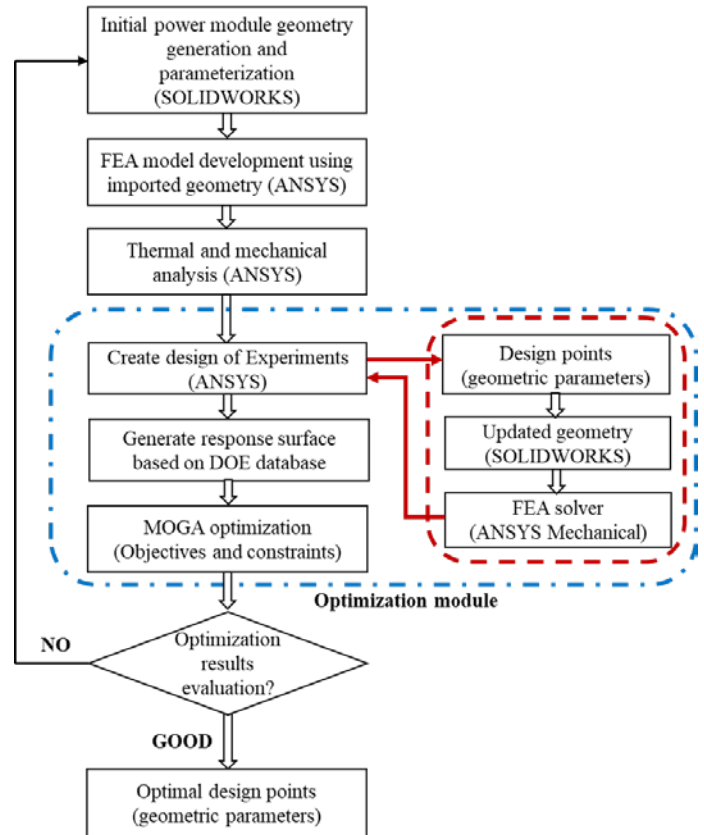 Initial power module geometry
generation and
parameterization
(SOLIDWORKS)
FEA model development using
imported geometry (ANSYS)
Thermal and mechanical
analysis (ANSYS)
Create design of Experiments
(ANSYS)
Generate response surface
based on DOE database
MOGA optimization
(Objectives and constraints)
Design points
(geometric parameters)
Updated geometry
(SOLIDWORKS)
FEA solver
(ANSYS Mechanical)
Optimization module
NO
Optimization
results
evaluation?
GOOD
Optimal design points
(geometric parameters)